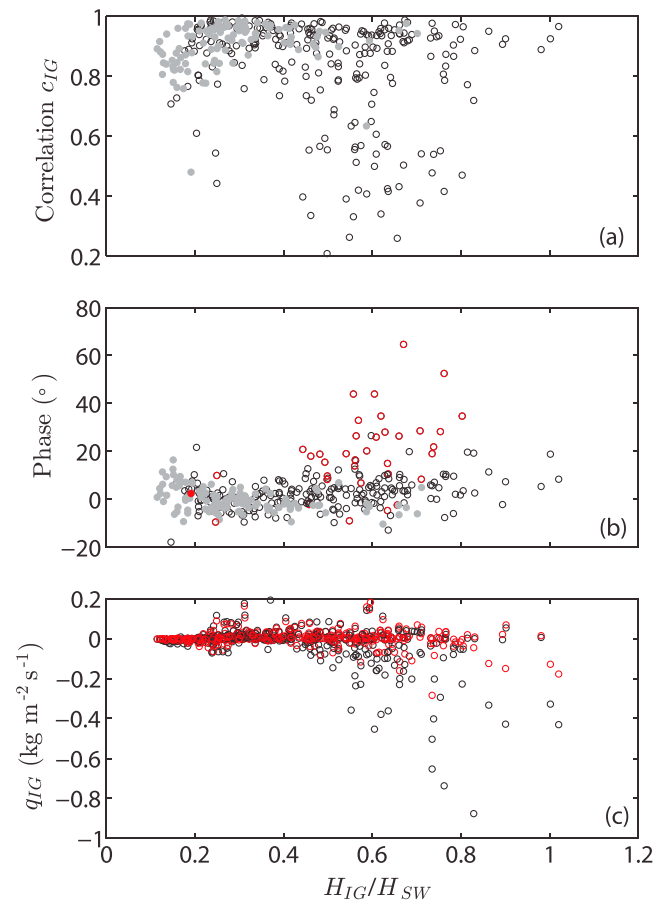 1
0.8
0.6
0.4
0.2
Correlation c_IG
(a)
80
60
40
20
0
−20
Phase (°)
(b)
0.2
0
−0.2
−0.4
−0.6
−0.8
−1
q_IG (kg m⁻² s⁻¹)
(c)
0 0.2 0.4 0.6 0.8 1 1.2
H_IG/H_SW